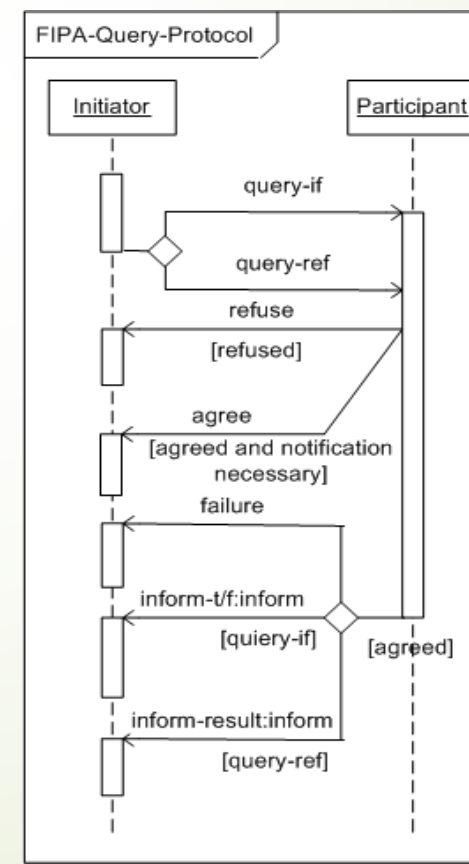 FIPA-Query-Protocol
Initiator
Participant
query-if
query-ref
refuse
[refused]
agree
[agreed and notification
necessary]
failure
inform-t/f:inform
[quiery-if]
[agreed]
inform-result:inform
[query-ref]